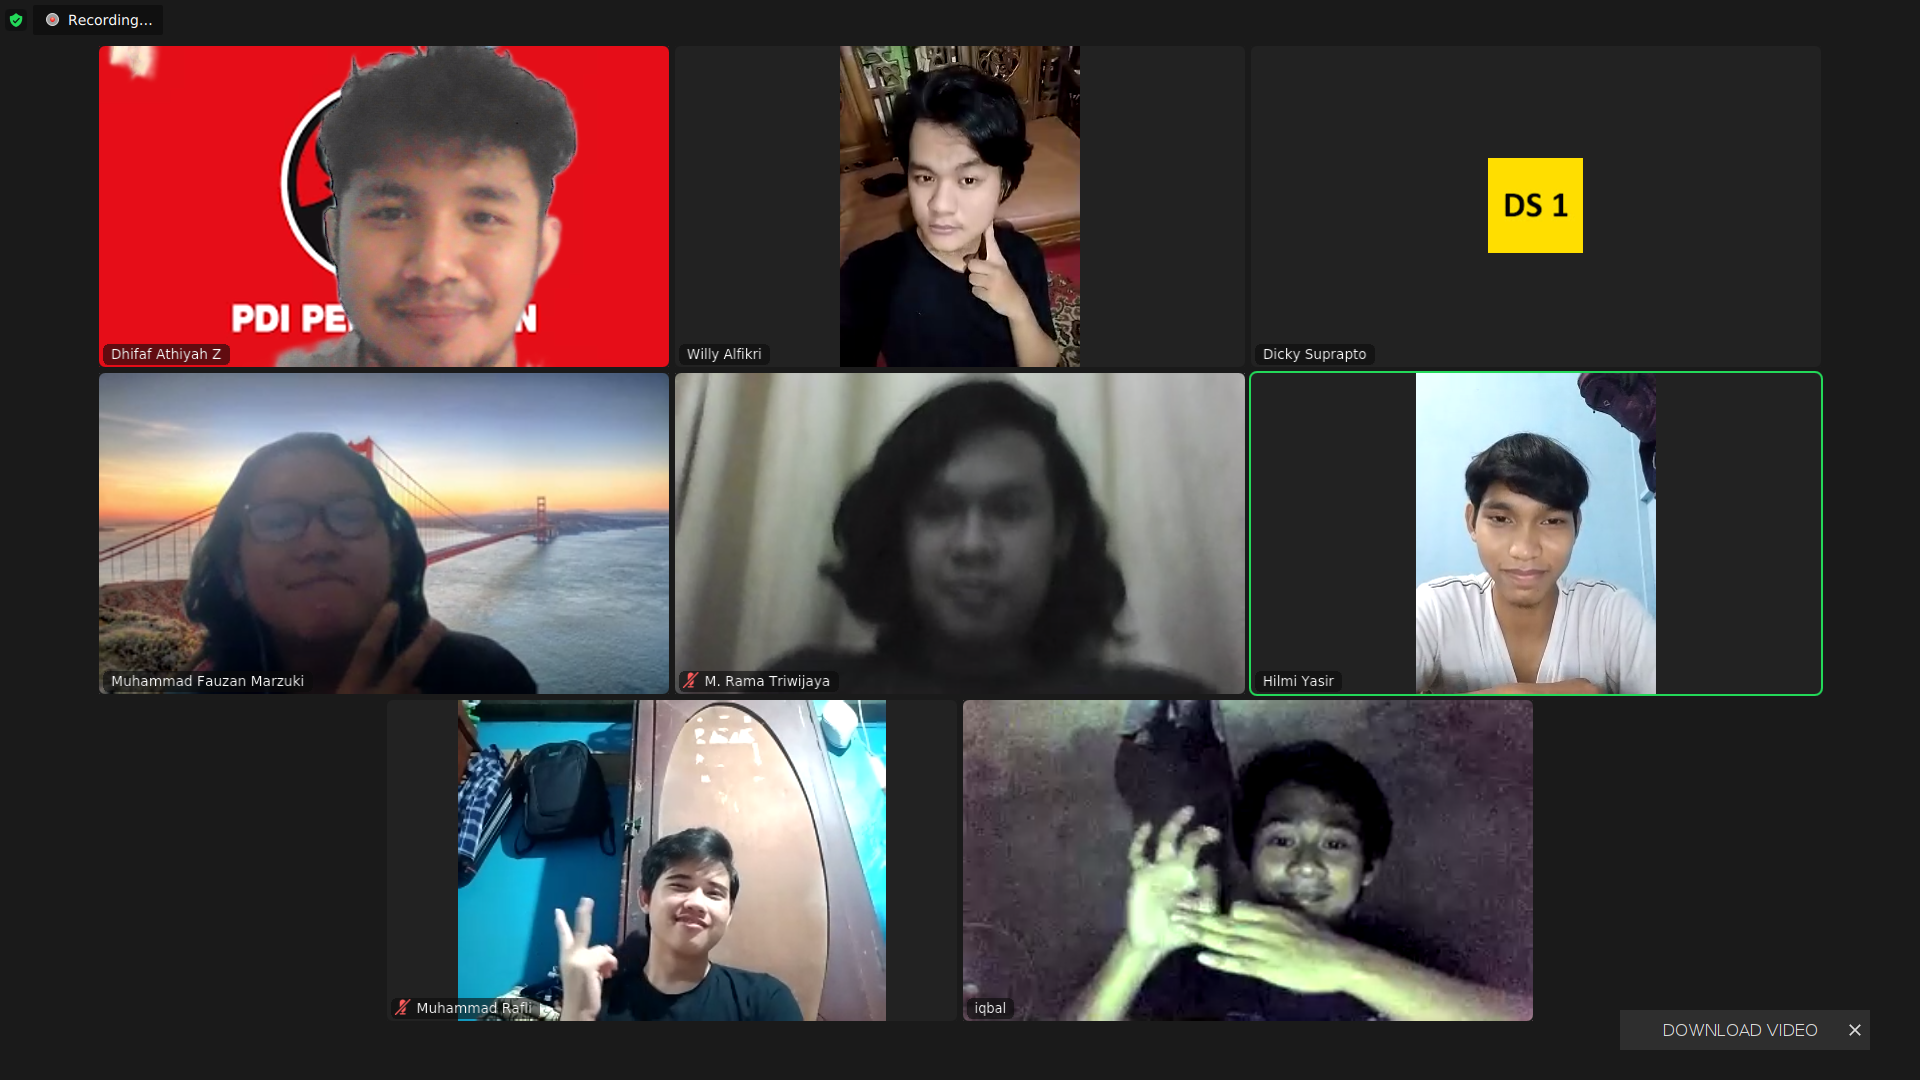 Recording...
PDI PE N
Dhifaf Athiyah Z
Willy Alfikri
DS 1
Dicky Suprapto
Muhammad Fauzan Marzuki
M. Rama Triwijaya
Hilmi Yasir
Muhammad Rafli
iqbal
DOWNLOAD VIDEO